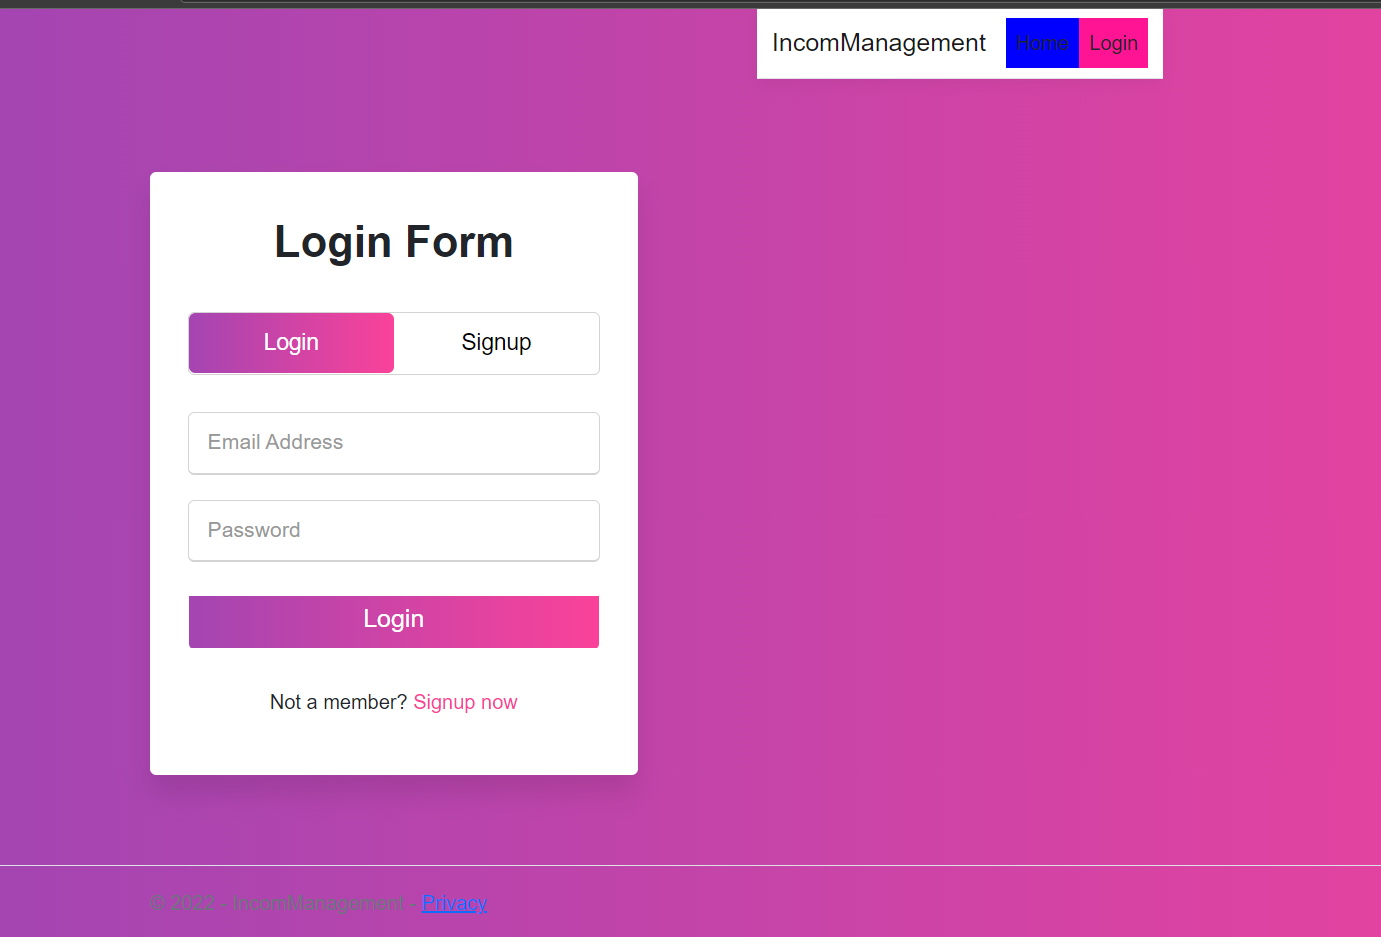 IncomManagement Home Login
Login Form
Login Signup
Email Address
Password
Login
Not a member? Signup now
© 2022 - IncomManagement - Privacy